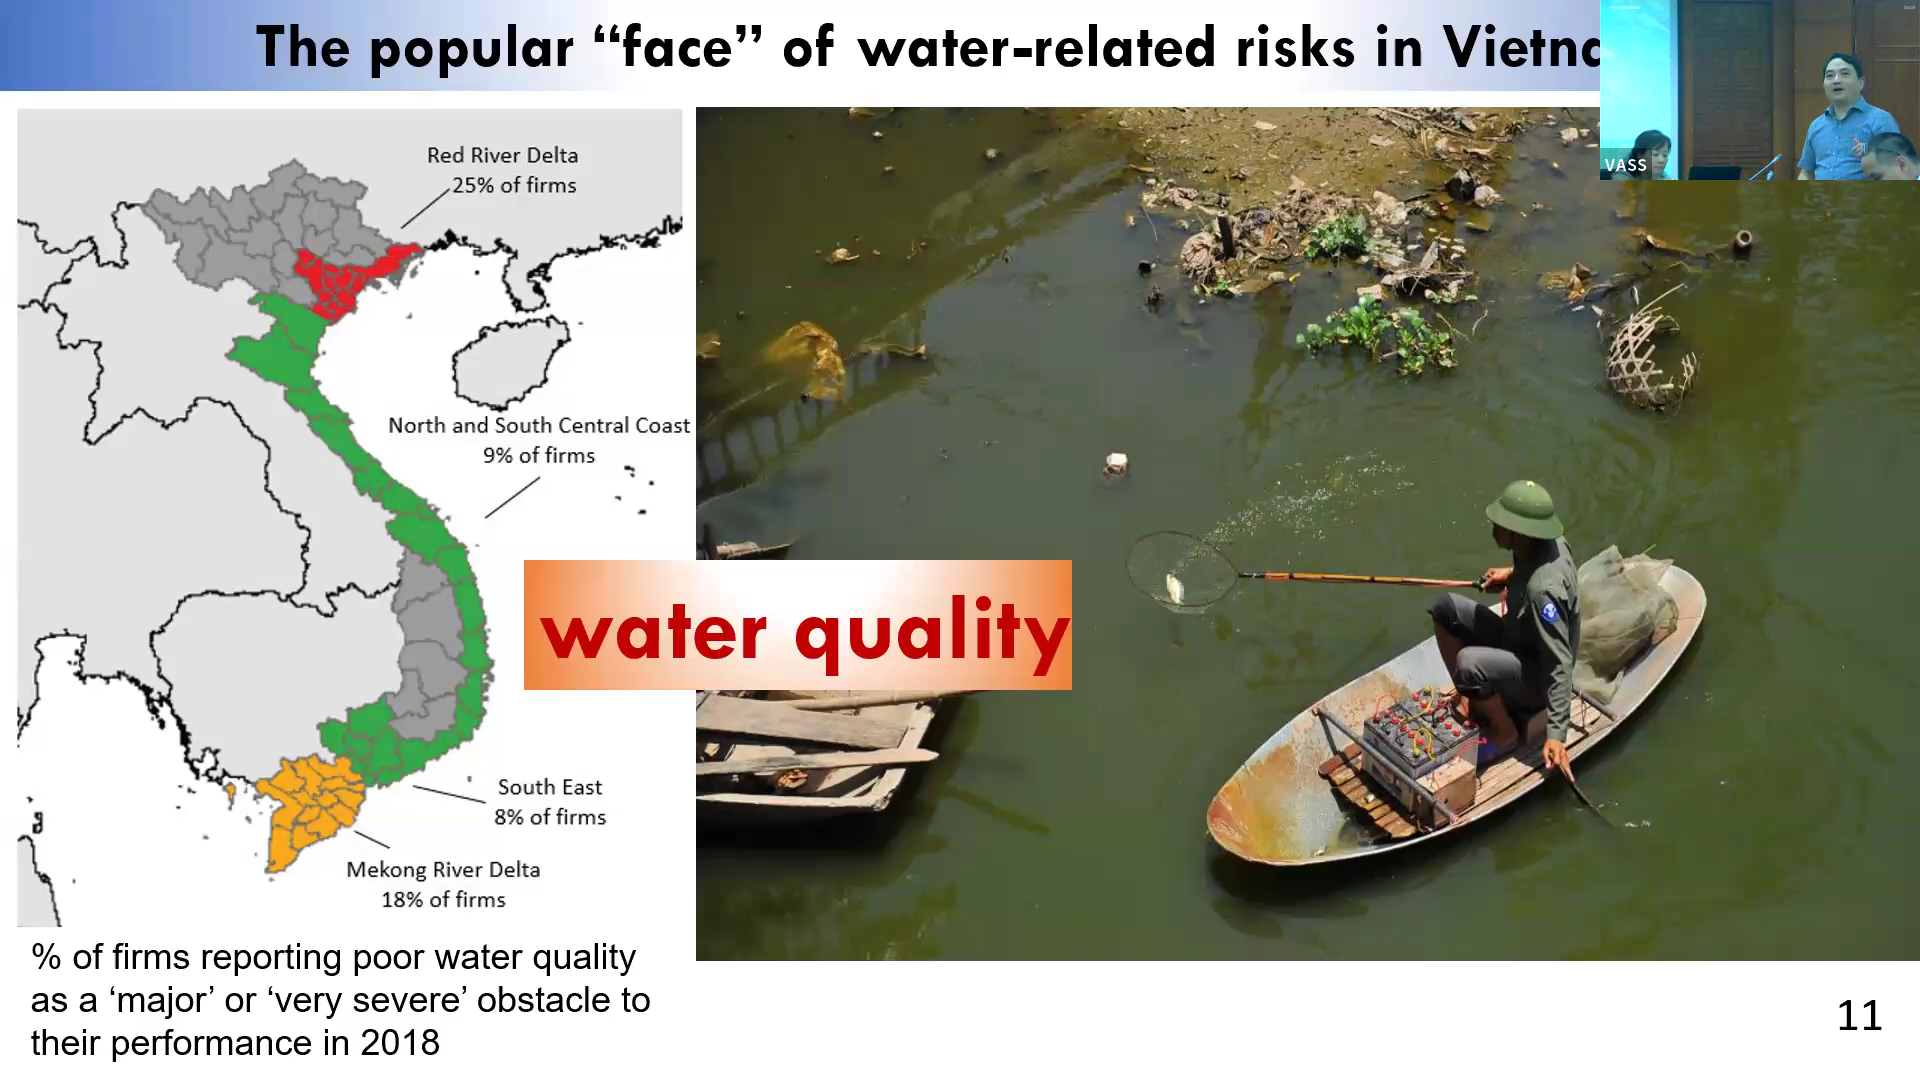 The popular “face” of water-related risks in Vietna
VASS
Red River Delta
25% of firms
North and South Central Coast
9% of firms
water quality
South East
8% of firms
Mekong River Delta
18% of firms
% of firms reporting poor water quality
as a ‘major’ or ‘very severe’ obstacle to
their performance in 2018
11